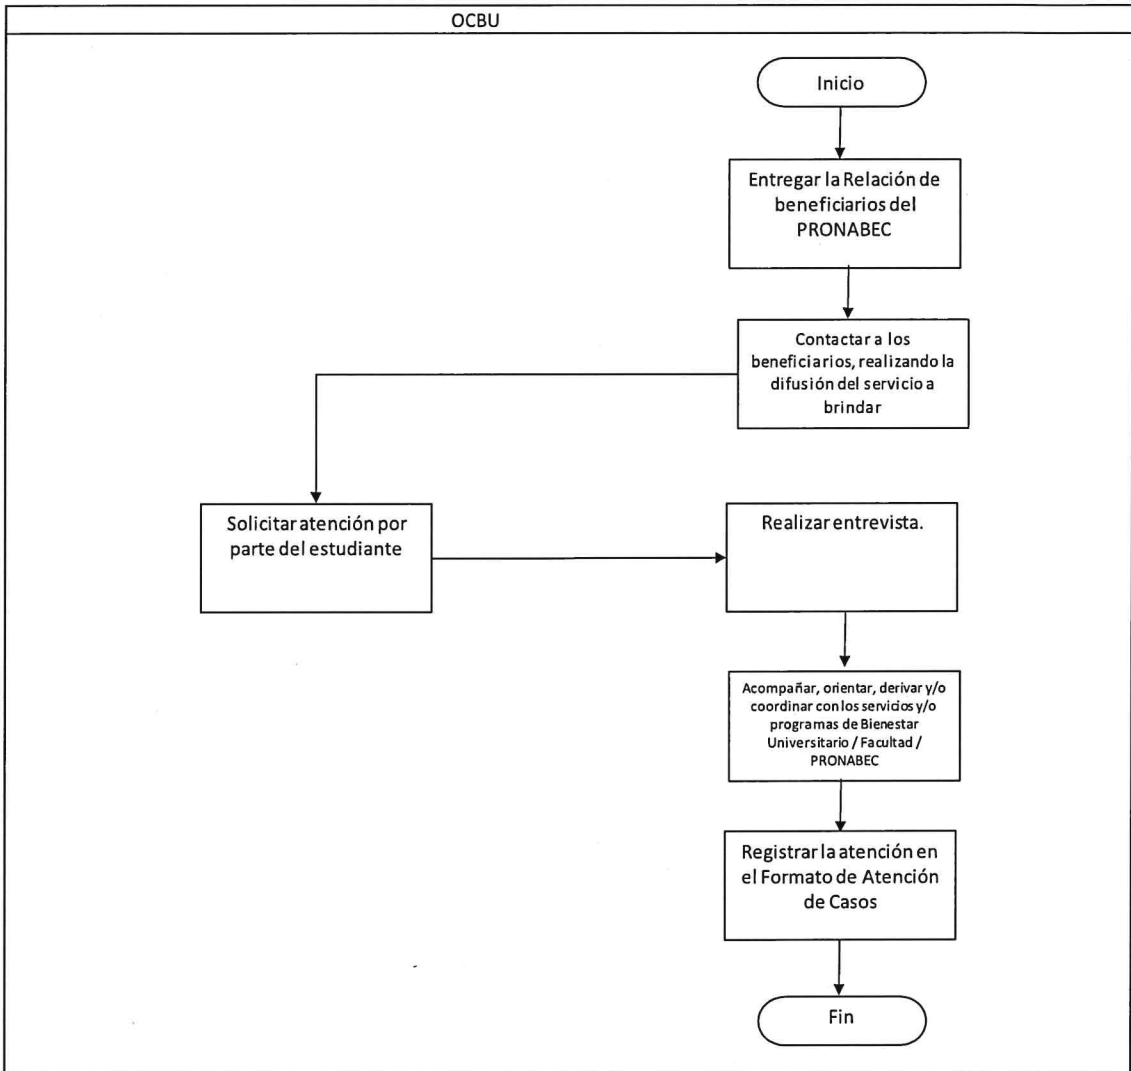 OCBU
Inicio
Entregar la Relación de
beneficiarios del
PRONABEC
Contactar a los
beneficiarios, realizando la
difusión del servicio a
brindar
Solicitar atención por
parte del estudiante
Realizar entrevista.
Acompañar, orientar, derivar y/o
coordinar con los servicios y/o
programas de Bienestar
Universitario / Facultad /
PRONABEC
Registrar la atención en
el Formato de Atención
de Casos
Fin